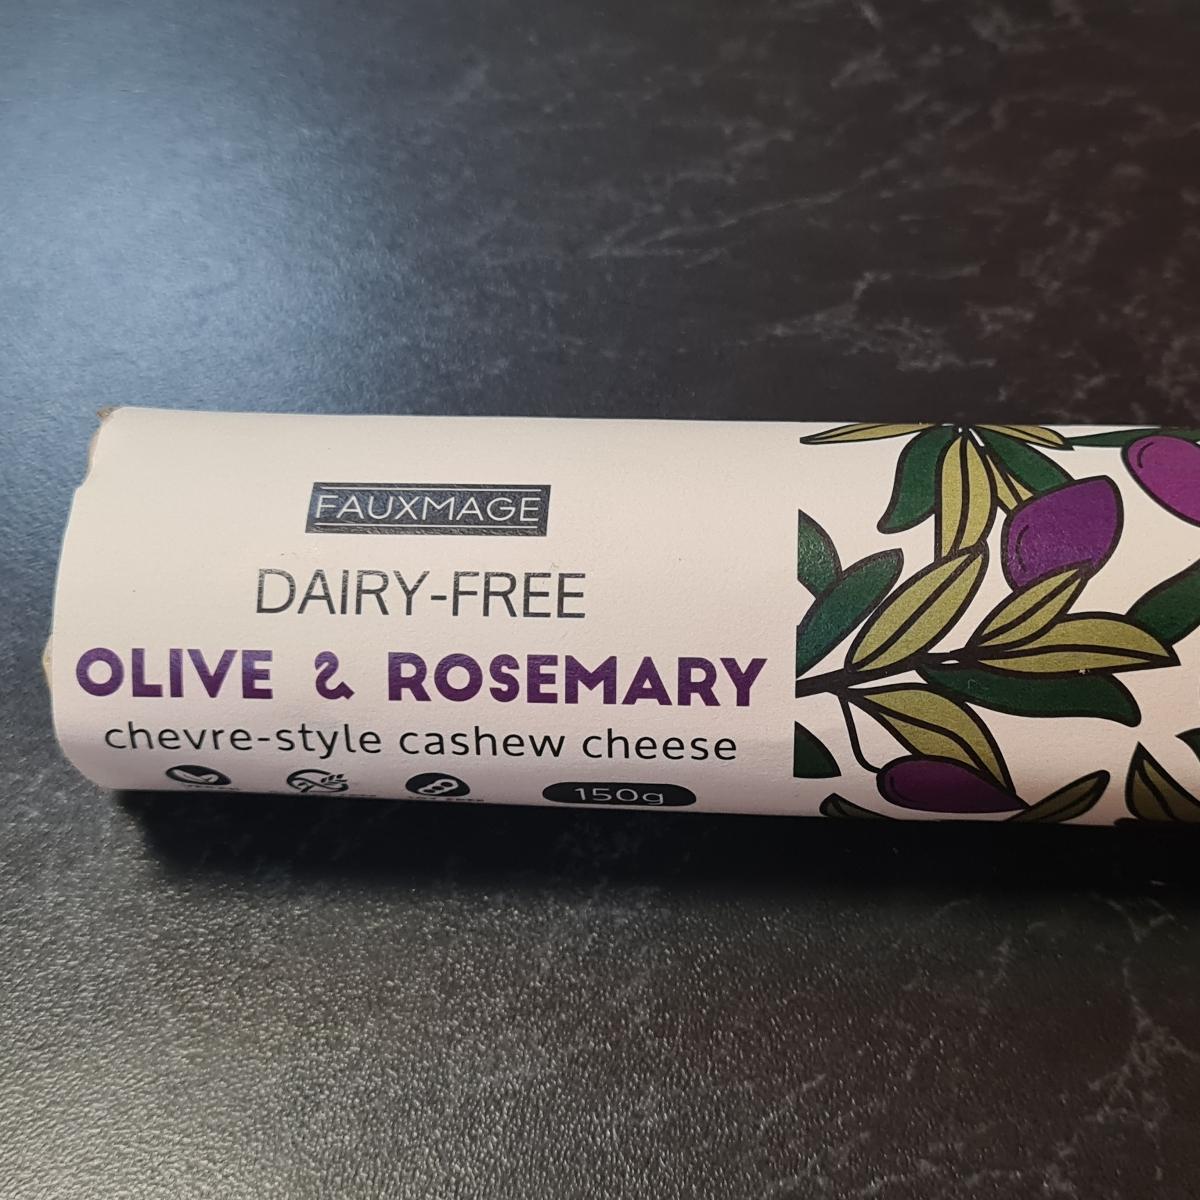 FAUXMAGE
DAIRY-FREE
OLIVE & ROSEMARY
chevre-style cashew cheese
150g